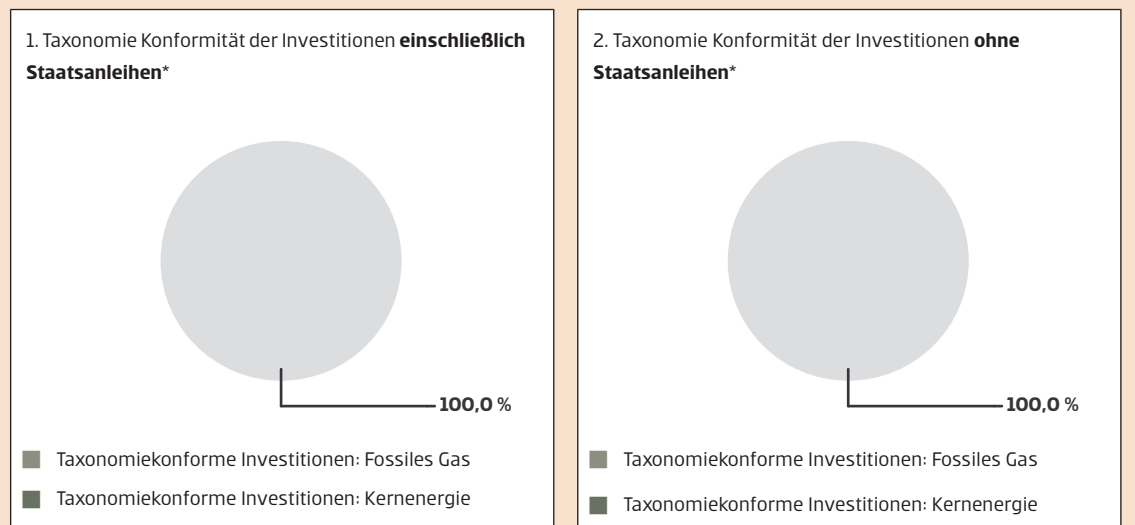 1. Taxonomie Konformität der Investitionen einschließlich
Staatsanleihen*
100,0 %
Taxonomiekonforme Investitionen: Fossiles Gas
Taxonomiekonforme Investitionen: Kernenergie
2. Taxonomie Konformität der Investitionen ohne
Staatsanleihen*
100,0 %
Taxonomiekonforme Investitionen: Fossiles Gas
Taxonomiekonforme Investitionen: Kernenergie